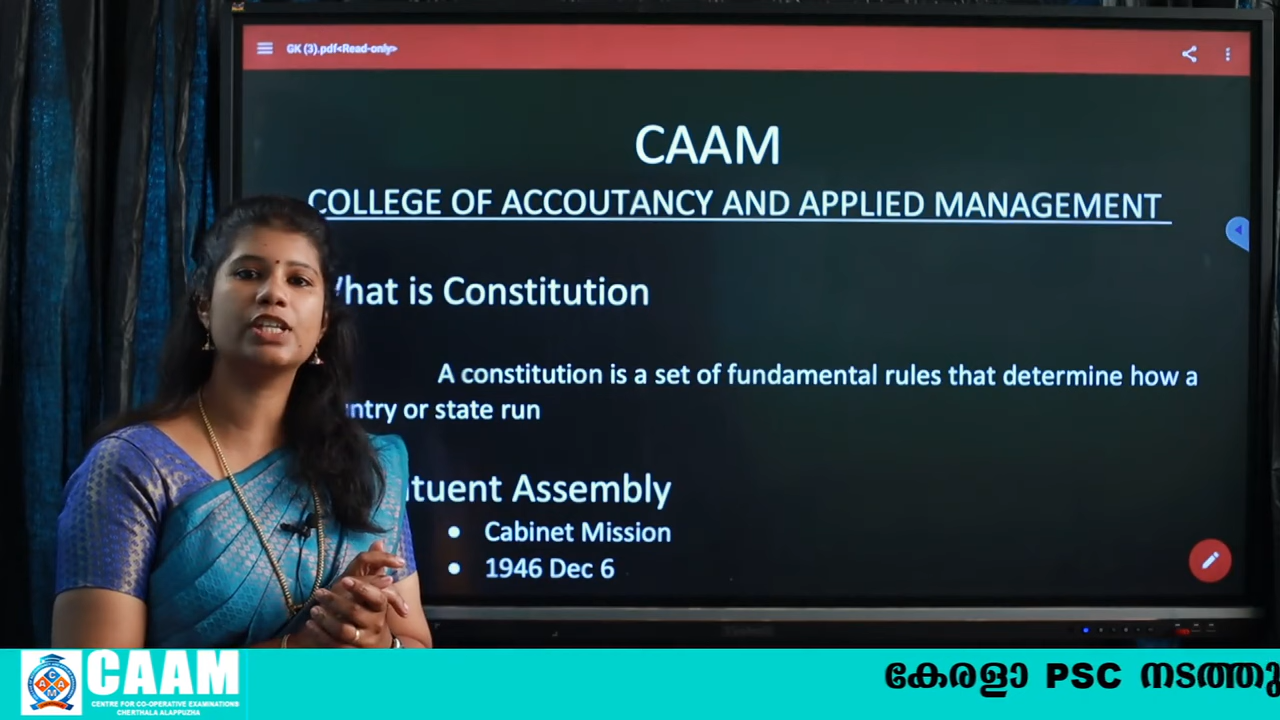 GK (3).pdf<Read-only>
CAAM
COLLEGE OF ACCOUTANCY AND APPLIED MANAGEMENT
What is Constitution
A constitution is a set of fundamental rules that determine how a
ntry or state run
ituent Assembly
Cabinet Mission
1946 Dec 6
CAAM
CENTRE FOR CO-OPERATIVE EXAMINATIONS
CHERTHALA ALAPPUZHA
കേരളാ PSC നടത്തു